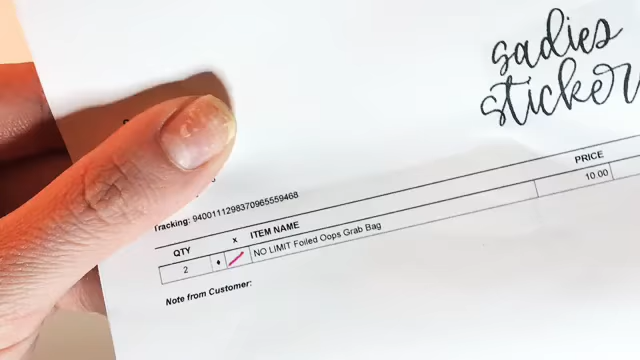 sadies
sticker
Tracking: 9400111298370965559468
QTY x ITEM NAME PRICE
2 ♦ NO LIMIT Foiled Oops Grab Bag 10.00
Note from Customer: